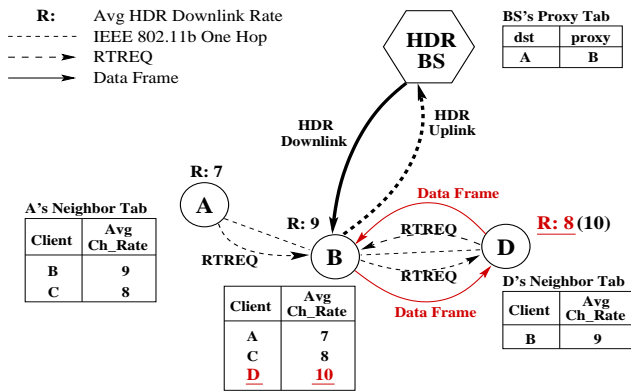 R: Avg HDR Downlink Rate
IEEE 802.11b One Hop
RTREQ
Data Frame
HDR
BS
BS's Proxy Tab
dst proxy
A B
HDR
Downlink
HDR
Uplink
R: 7
A
A's Neighbor Tab
Client Avg
Ch_Rate
B 9
C 8
RTREQ
R: 9
B
Data Frame
RTREQ
RTREQ
Data Frame
D
R: 8 (10)
Client Avg
Ch_Rate
A 7
C 8
D 10
D's Neighbor Tab
Client Avg
Ch_Rate
B 9